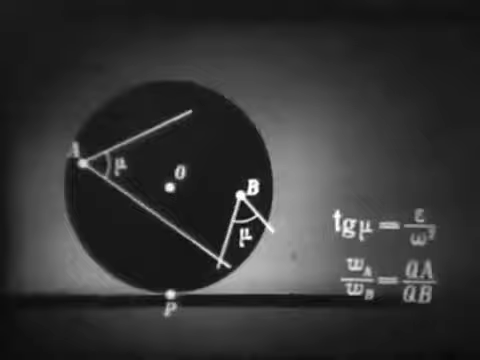 A
μ
O
B
μ
tgμ = ε/ω²
w_A/w_B = QA/QB
P